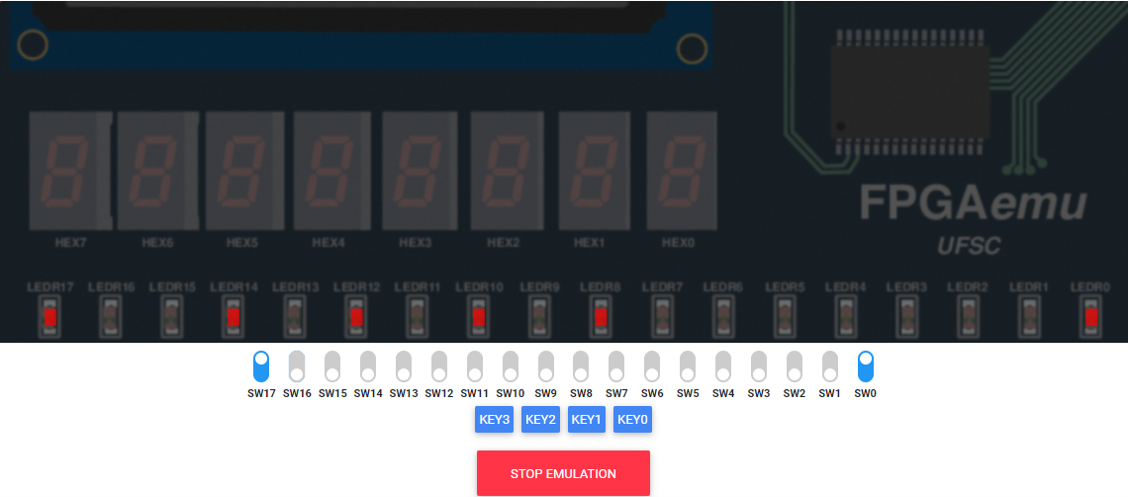 FPGAemu
UFSC
HEX7 HEX6 HEX5 HEX4 HEX3 HEX2 HEX1 HEX0
LEDR17 LEDR16 LEDR15 LEDR14 LEDR13 LEDR12 LEDR11 LEDR10 LEDR9 LEDR8 LEDR7 LEDR6 LEDR5 LEDR4 LEDR3 LEDR2 LEDR1 LEDR0
SW17 SW16 SW15 SW14 SW13 SW12 SW11 SW10 SW9 SW8 SW7 SW6 SW5 SW4 SW3 SW2 SW1 SW0
KEY3 KEY2 KEY1 KEY0
STOP EMULATION